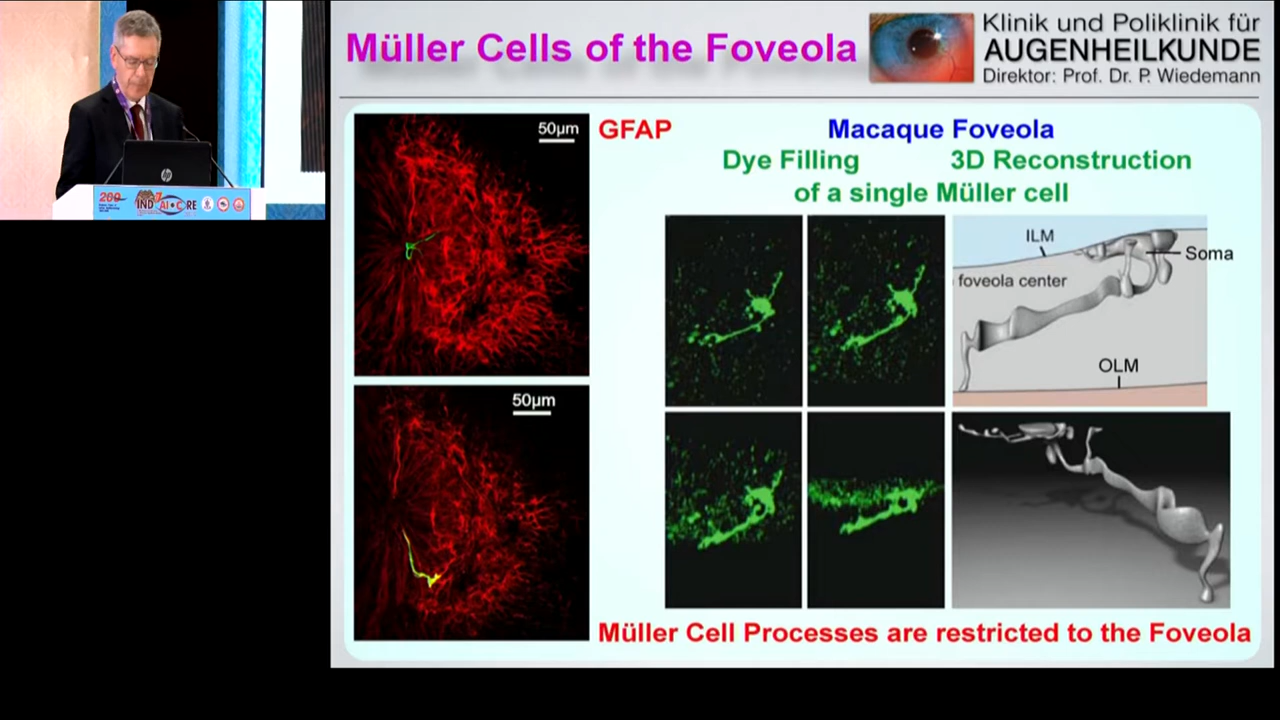 Müller Cells of the Foveola
Klinik und Poliklinik für
AUGENHEILKUNDE
Direktor: Prof. Dr. P. Wiedemann
50µm
GFAP
Macaque Foveola
Dye Filling
3D Reconstruction
of a single Müller cell
ILM
Soma
foveola center
OLM
50µm
Müller Cell Processes are restricted to the Foveola
hp
200